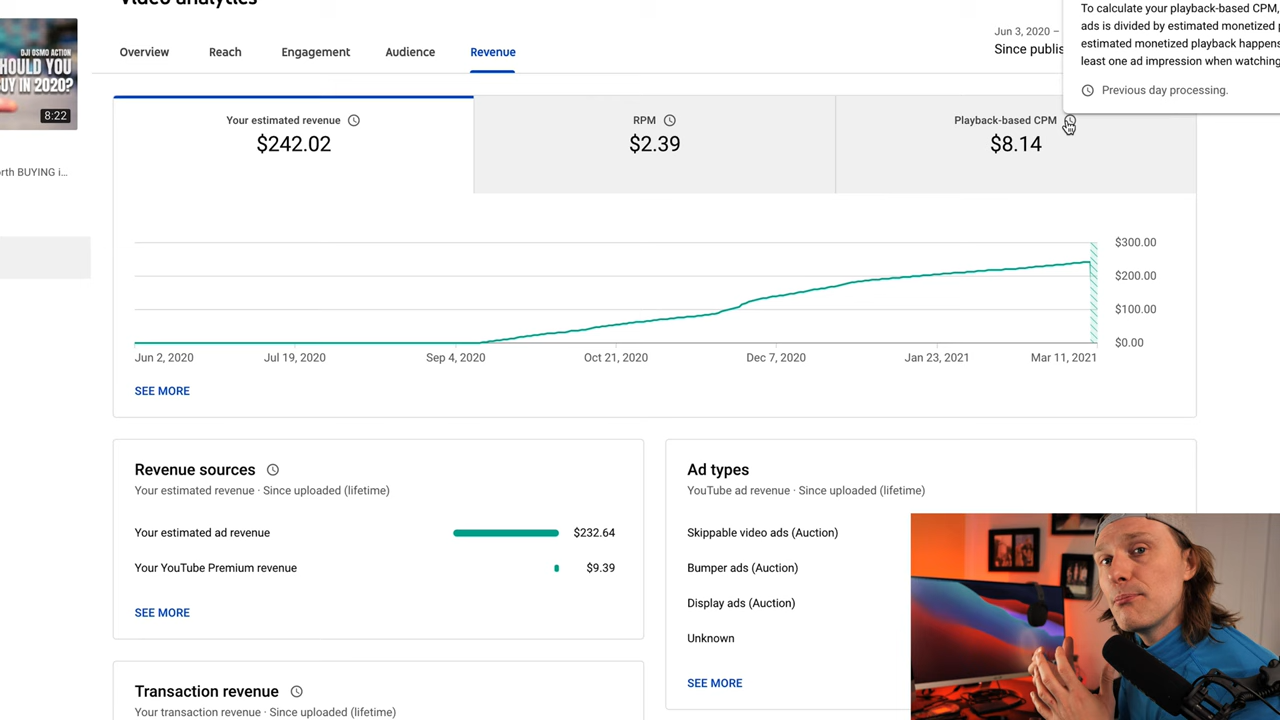 Video analytics
To calculate your playback-based CPM,
ads is divided by estimated monetized
estimated monetized playback happens
least one ad impression when watching
Previous day processing.
Jun 3, 2020 –
Since publis
Overview
Reach
Engagement
Audience
Revenue
DJI OSMO ACTION
HOULD YOU
UY IN 2020?
8:22
rth BUYING i...
Your estimated revenue
$242.02
RPM
$2.39
Playback-based CPM
$8.14
$300.00
$200.00
$100.00
$0.00
Jun 2, 2020
Jul 19, 2020
Sep 4, 2020
Oct 21, 2020
Dec 7, 2020
Jan 23, 2021
Mar 11, 2021
SEE MORE
Revenue sources
Your estimated revenue · Since uploaded (lifetime)
Your estimated ad revenue
$232.64
Your YouTube Premium revenue
$9.39
SEE MORE
Ad types
YouTube ad revenue · Since uploaded (lifetime)
Skippable video ads (Auction)
Bumper ads (Auction)
Display ads (Auction)
Unknown
SEE MORE
Transaction revenue
Your transaction revenue · Since uploaded (lifetime)